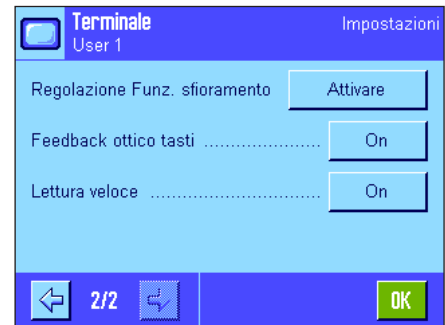 Terminale
Impostazioni
User 1
Regolazione Funz. sfioramento Attivare
Feedback ottico tasti ...................... On
Lettura veloce ............................... On
2/2
OK